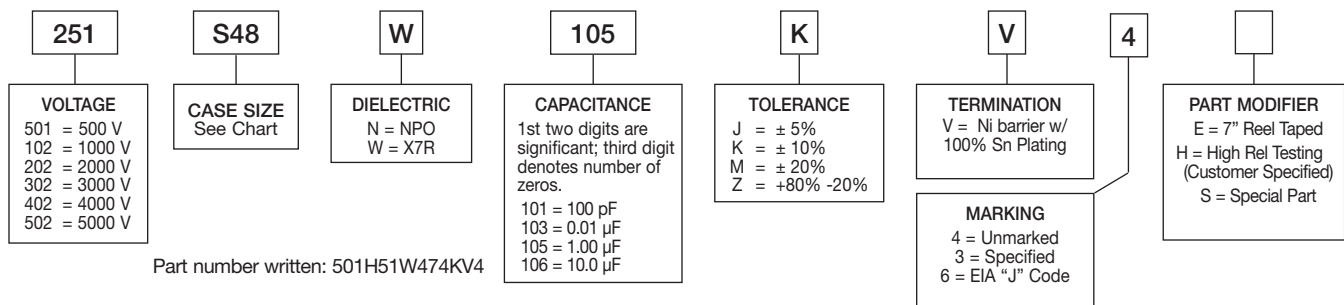 251
S48
W
105
K
V
4
VOLTAGE
501 = 500 V
102 = 1000 V
202 = 2000 V
302 = 3000 V
402 = 4000 V
502 = 5000 V
CASE SIZE
See Chart
DIELECTRIC
N = NPO
W = X7R
CAPACITANCE
1st two digits are
significant; third digit
denotes number of
zeros.
101 = 100 pF
103 = 0.01 µF
105 = 1.00 µF
106 = 10.0 µF
TOLERANCE
J = ± 5%
K = ± 10%
M = ± 20%
Z = +80% -20%
TERMINATION
V = Ni barrier w/
100% Sn Plating
MARKING
4 = Unmarked
3 = Specified
6 = EIA “J” Code
PART MODIFIER
E = 7” Reel Taped
H = High Rel Testing
(Customer Specified)
S = Special Part
Part number written: 501H51W474KV4